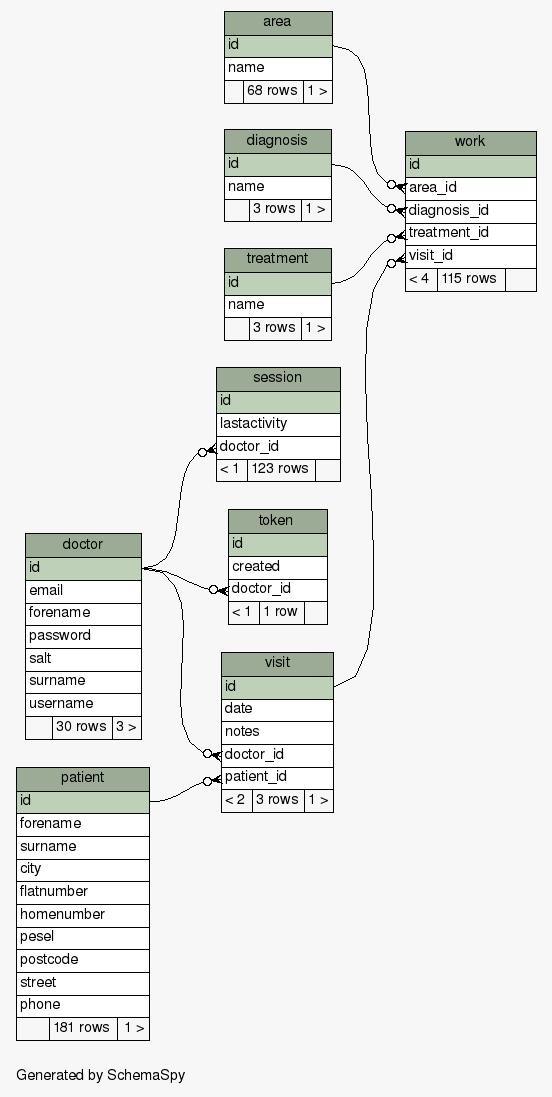 area
id
name
68 rows 1 >
diagnosis
id
name
3 rows 1 >
treatment
id
name
3 rows 1 >
work
id
area_id
diagnosis_id
treatment_id
visit_id
< 4 115 rows
session
id
lastactivity
doctor_id
< 1 123 rows
token
id
created
doctor_id
< 1 1 row
doctor
id
email
forename
password
salt
surname
username
30 rows 3 >
visit
id
date
notes
doctor_id
patient_id
< 2 3 rows 1 >
patient
id
forename
surname
city
flatnumber
homenumber
pesel
postcode
street
phone
181 rows 1 >
Generated by SchemaSpy